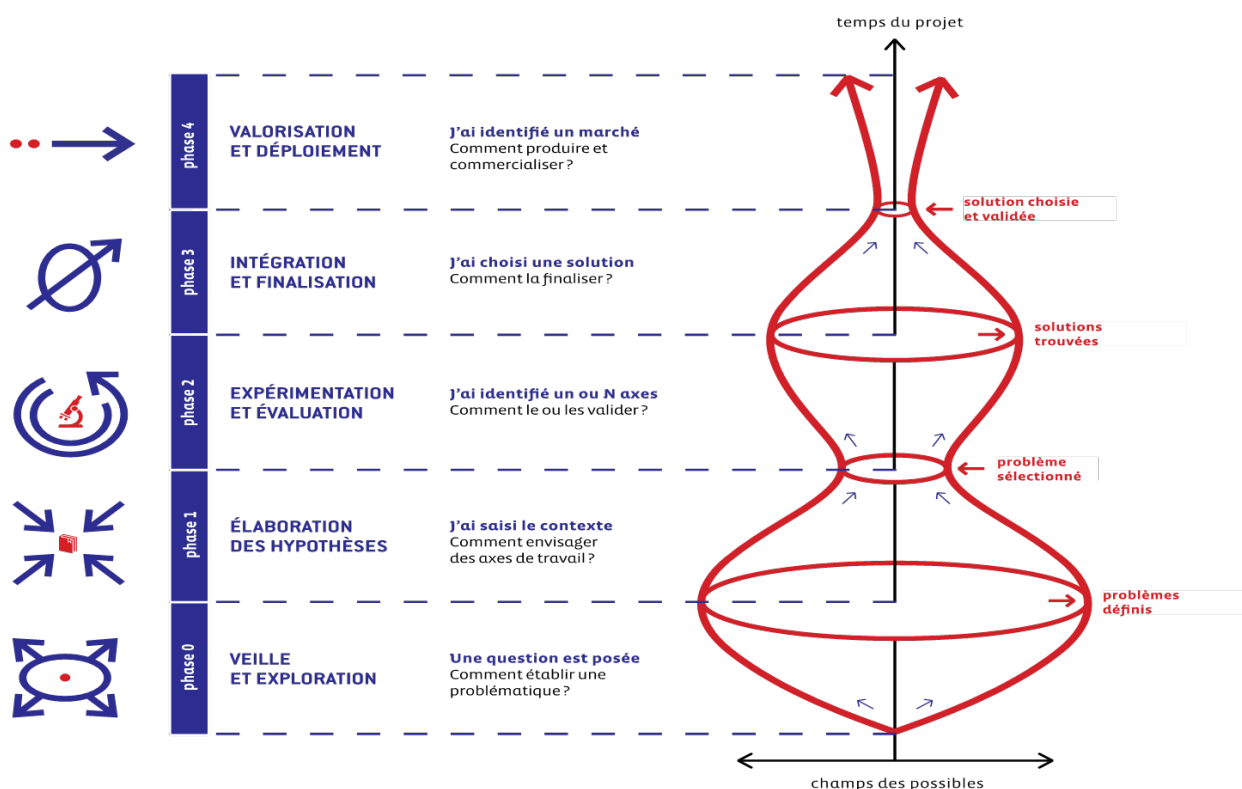 temps du projet
phase 4
VALORISATION
ET DÉPLOIEMENT
J'ai identifié un marché
Comment produire et
commercialiser ?
solution choisie
et validée
phase 3
INTÉGRATION
ET FINALISATION
J'ai choisi une solution
Comment la finaliser ?
solutions
trouvées
phase 2
EXPÉRIMENTATION
ET ÉVALUATION
J'ai identifié un ou N axes
Comment le ou les valider ?
problème
sélectionné
phase 1
ÉLABORATION
DES HYPOTHÈSES
J'ai saisi le contexte
Comment envisager
des axes de travail ?
problèmes
définis
phase 0
VEILLE
ET EXPLORATION
Une question est posée
Comment établir une
problématique ?
champs des possibles